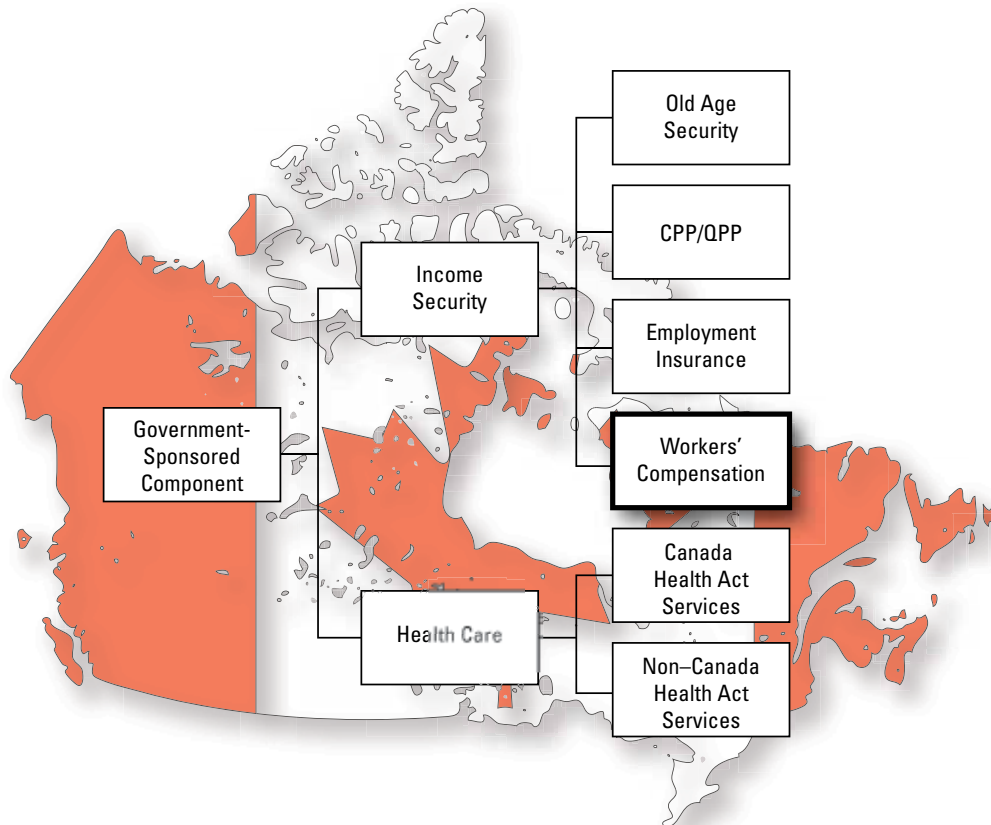 Old Age
Security
CPP/QPP
Income
Security
Employment
Insurance
Government-
Sponsored
Component
Workers’
Compensation
Canada
Health Act
Services
Health Care
Non–Canada
Health Act
Services